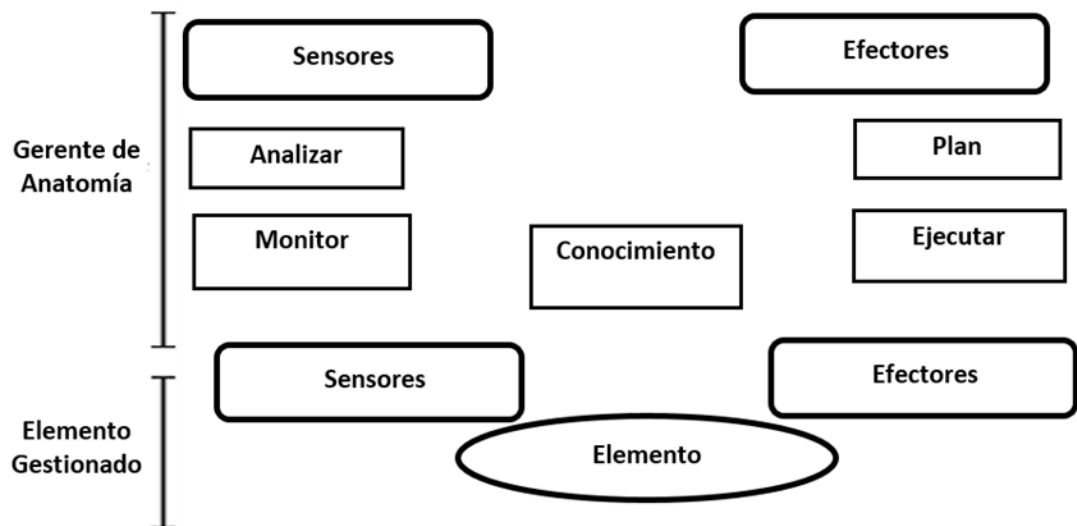 Sensores
Efectores
Gerente de
Anatomía
Analizar
Plan
Monitor
Conocimiento
Ejecutar
Sensores
Efectores
Elemento
Gestionado
Elemento